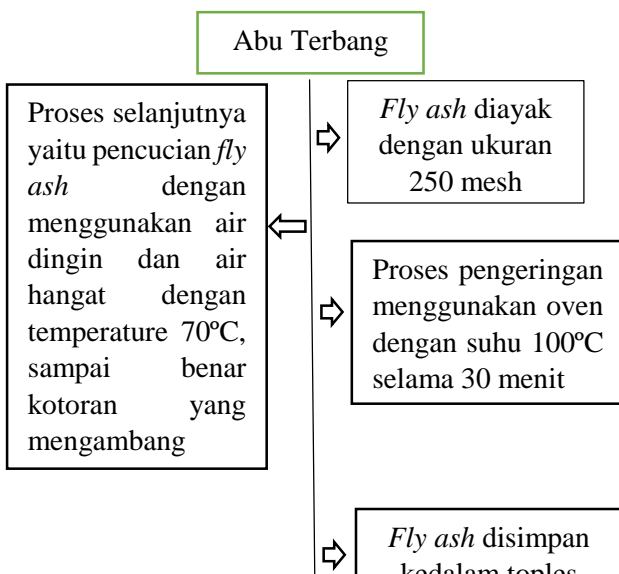 Abu Terbang
Fly ash diayak
dengan ukuran
250 mesh
Proses selanjutnya
yaitu pencucian fly
ash dengan
menggunakan air
dingin dan air
hangat dengan
temperature 70ºC,
sampai benar
kotoran yang
mengambang
Proses pengeringan
menggunakan oven
dengan suhu 100ºC
selama 30 menit
Fly ash disimpan
kedalam toples